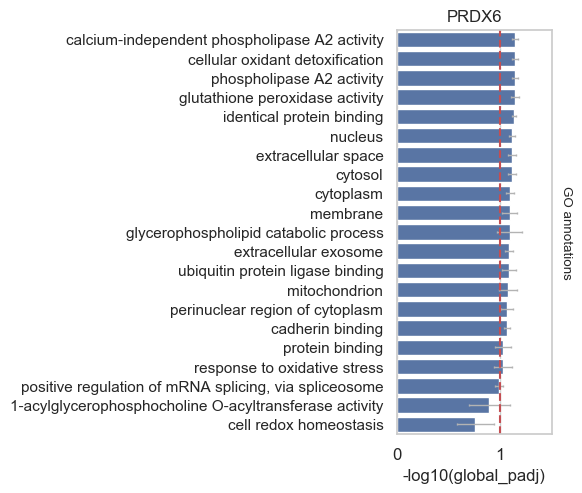 PRDX6
calcium-independent phospholipase A2 activity
cellular oxidant detoxification
phospholipase A2 activity
glutathione peroxidase activity
identical protein binding
nucleus
extracellular space
cytosol
cytoplasm
membrane
glycerophospholipid catabolic process
extracellular exosome
ubiquitin protein ligase binding
mitochondrion
perinuclear region of cytoplasm
cadherin binding
protein binding
response to oxidative stress
positive regulation of mRNA splicing, via spliceosome
1-acylglycerophosphocholine O-acyltransferase activity
cell redox homeostasis
GO annotations
0 1
-log10(global_padj)